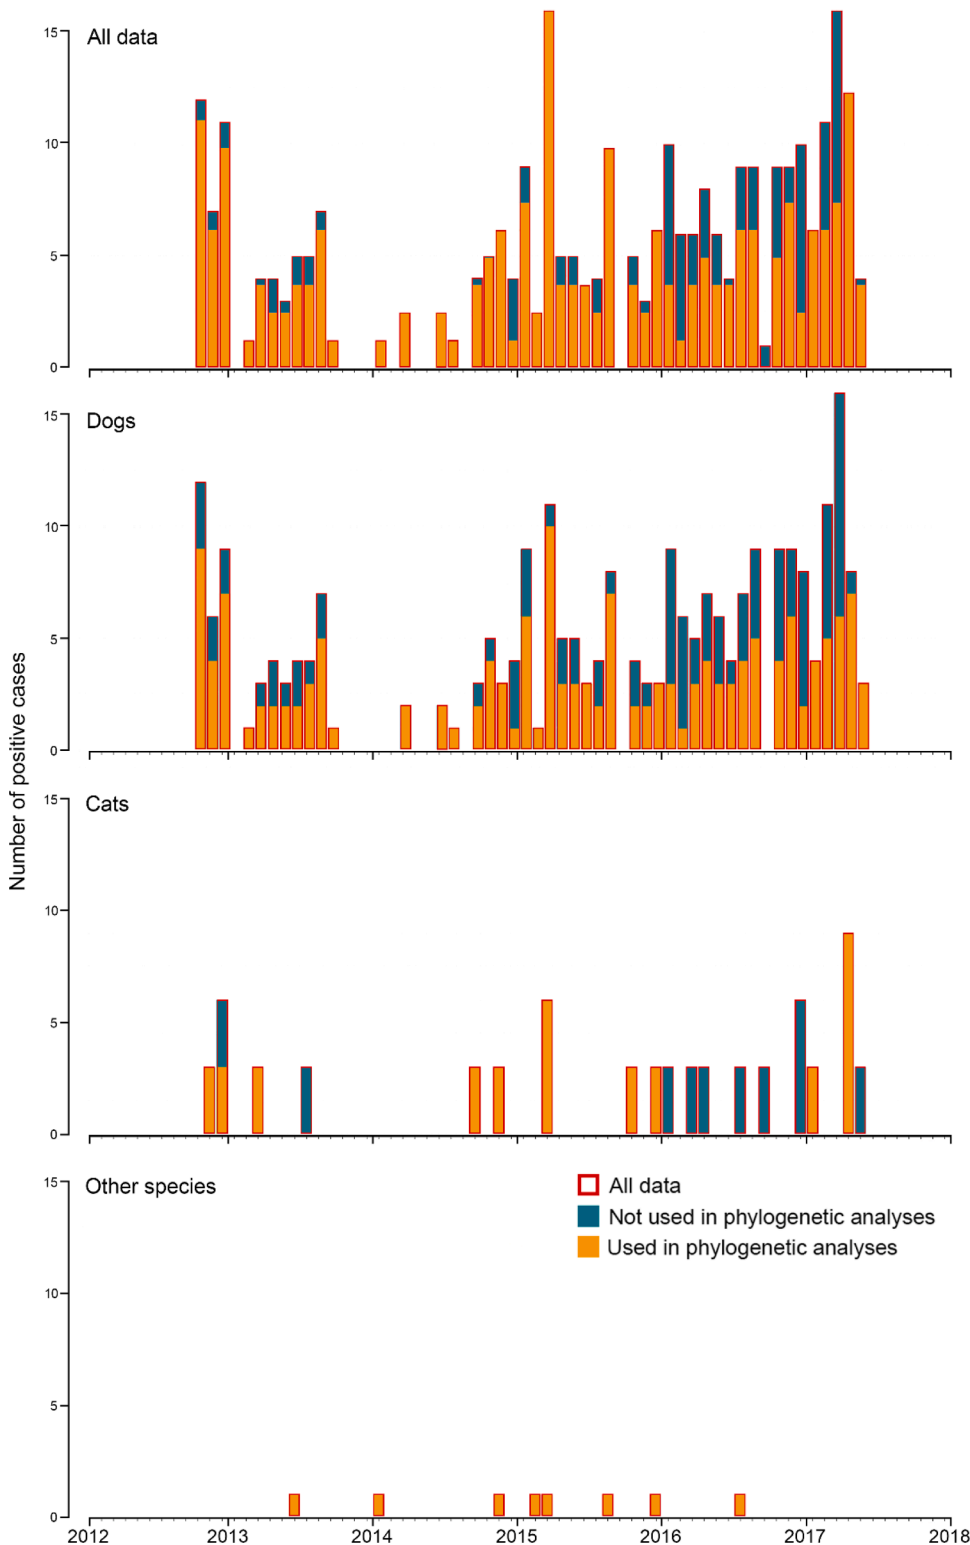 15
All data
10
5
0
15
Dogs
10
5
0
Number of positive cases
15
Cats
10
5
0
15
Other species
All data
Not used in phylogenetic analyses
Used in phylogenetic analyses
10
5
0
2012 2013 2014 2015 2016 2017 2018